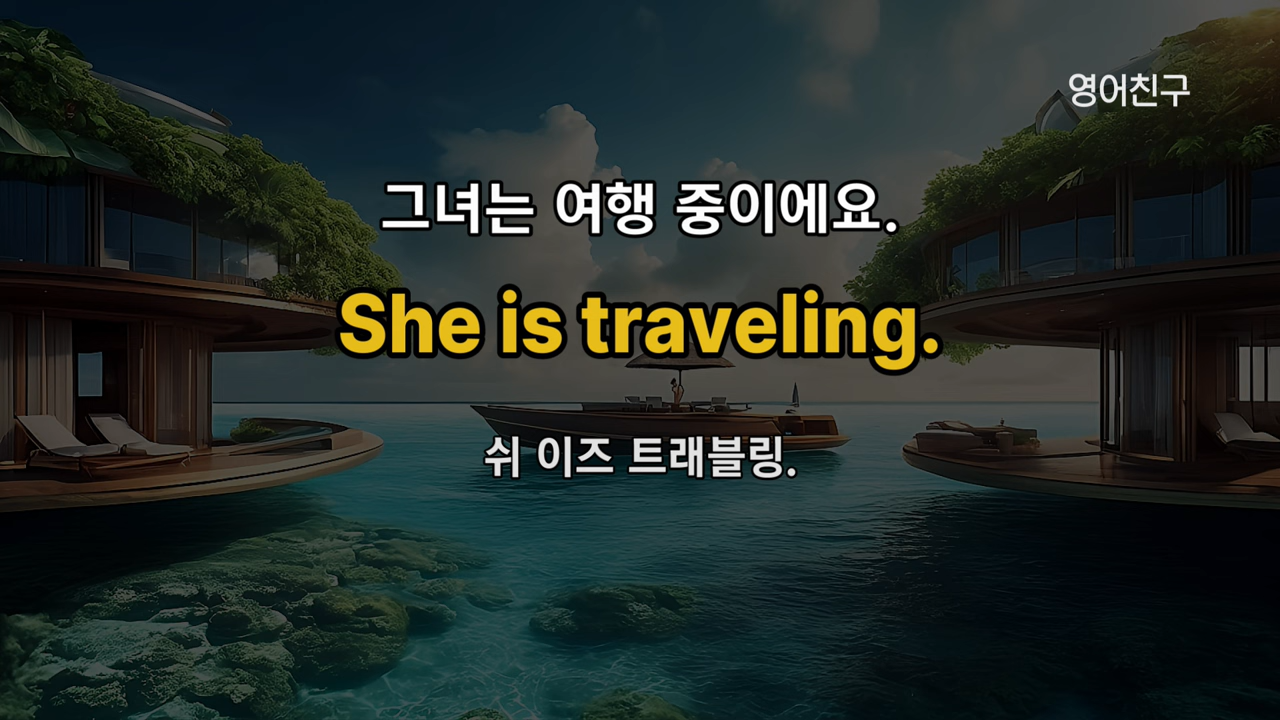 영어친구
그녀는 여행 중이에요.
She is traveling.
쉬 이즈 트래블링.